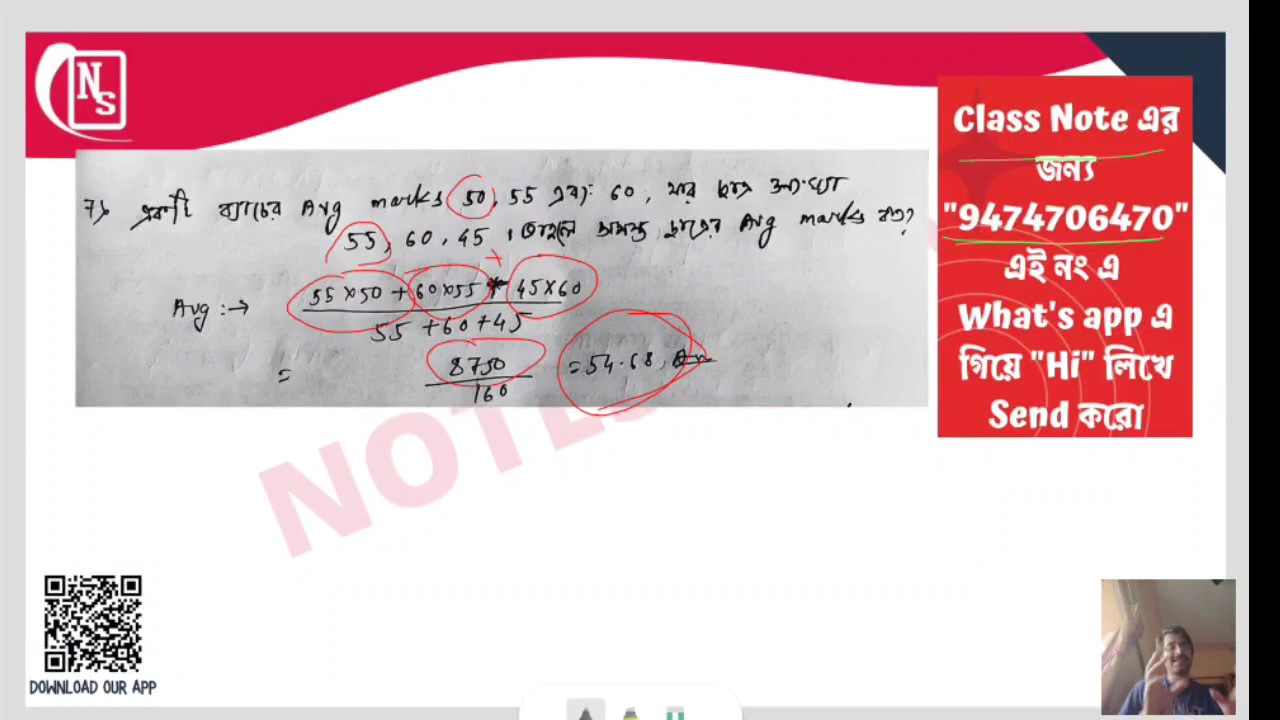 NS
7) একটি ব্যাচের Avg marks 50, 55 এবং 60, যার ছাত্র সংখ্যা
55, 60, 45, তাহলে সমস্ত ছাত্রের Avg marks কত?
Avg :→ 55×50 + 60×55 + 45×60
55+60+45
= 8750
160
= 54.68, Ans
Class Note এর
জন্য
"9474706470"
এই নং এ
What's app এ
গিয়ে "Hi" লিখে
Send করো
NOTES
DOWNLOAD OUR APP